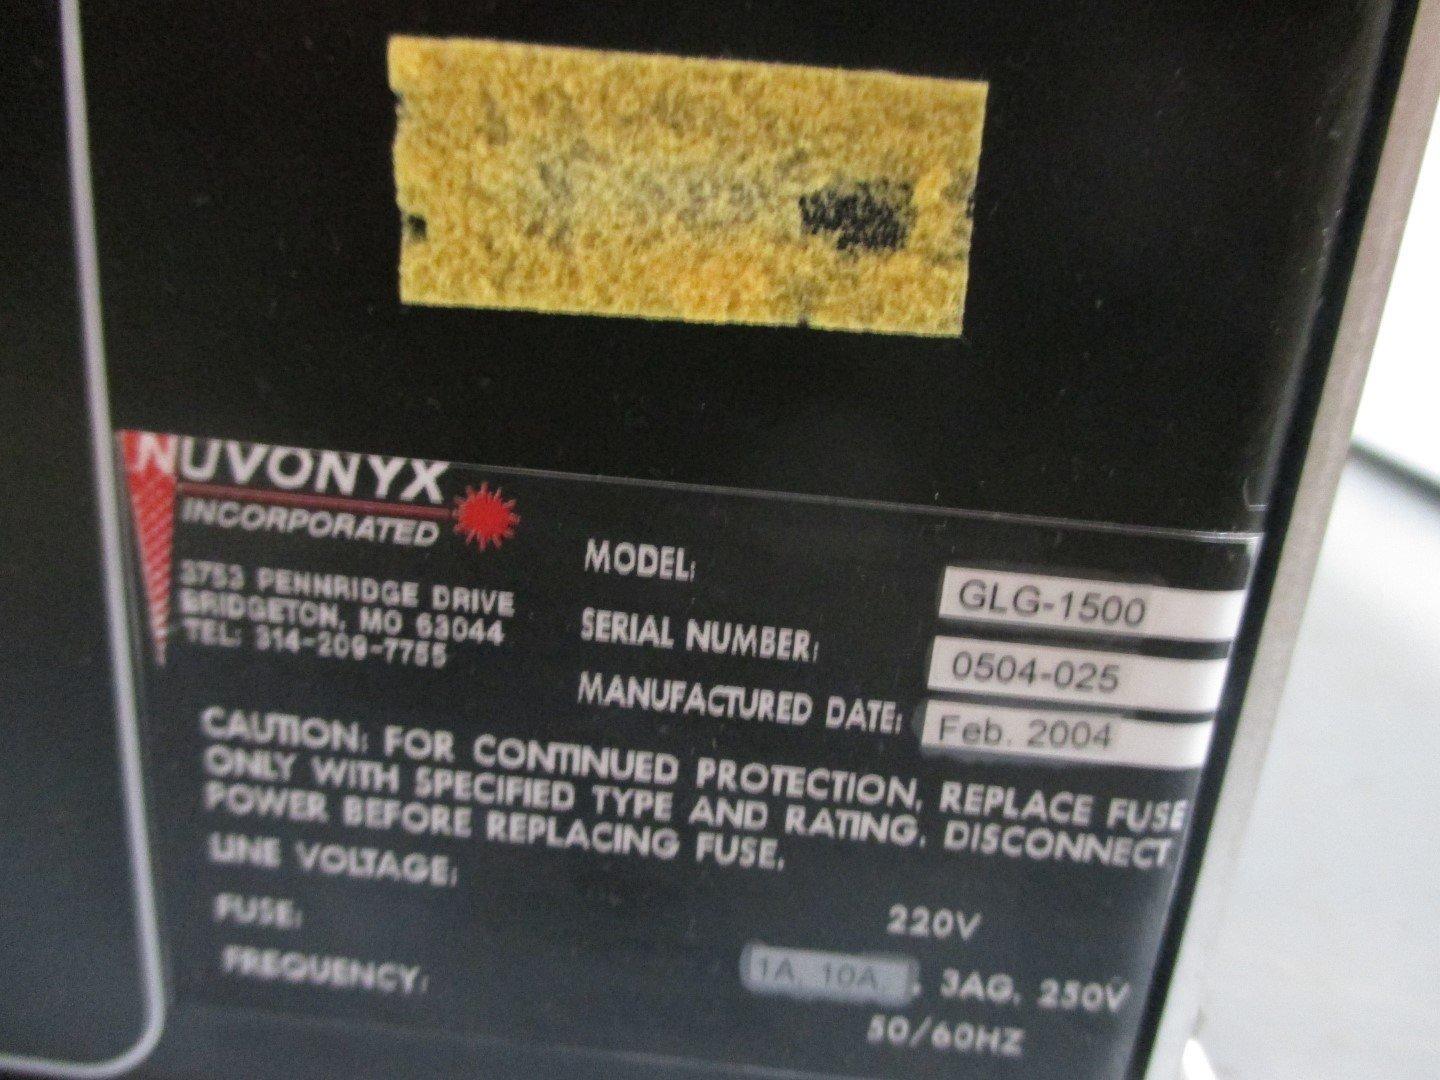 NUVONYX
INCORPORATED
3753 PENNRIDGE DRIVE
BRIDGETON, MO 63044
TEL: 314-209-7755
MODEL: GLG-1500
SERIAL NUMBER: 0504-025
MANUFACTURED DATE: Feb. 2004
CAUTION: FOR CONTINUED PROTECTION, REPLACE FUSE
ONLY WITH SPECIFIED TYPE AND RATING. DISCONNECT
POWER BEFORE REPLACING FUSE.
LINE VOLTAGE: 220V
FUSE: 1A, 10A, , 3AG, 250V
FREQUENCY: 50/60HZ